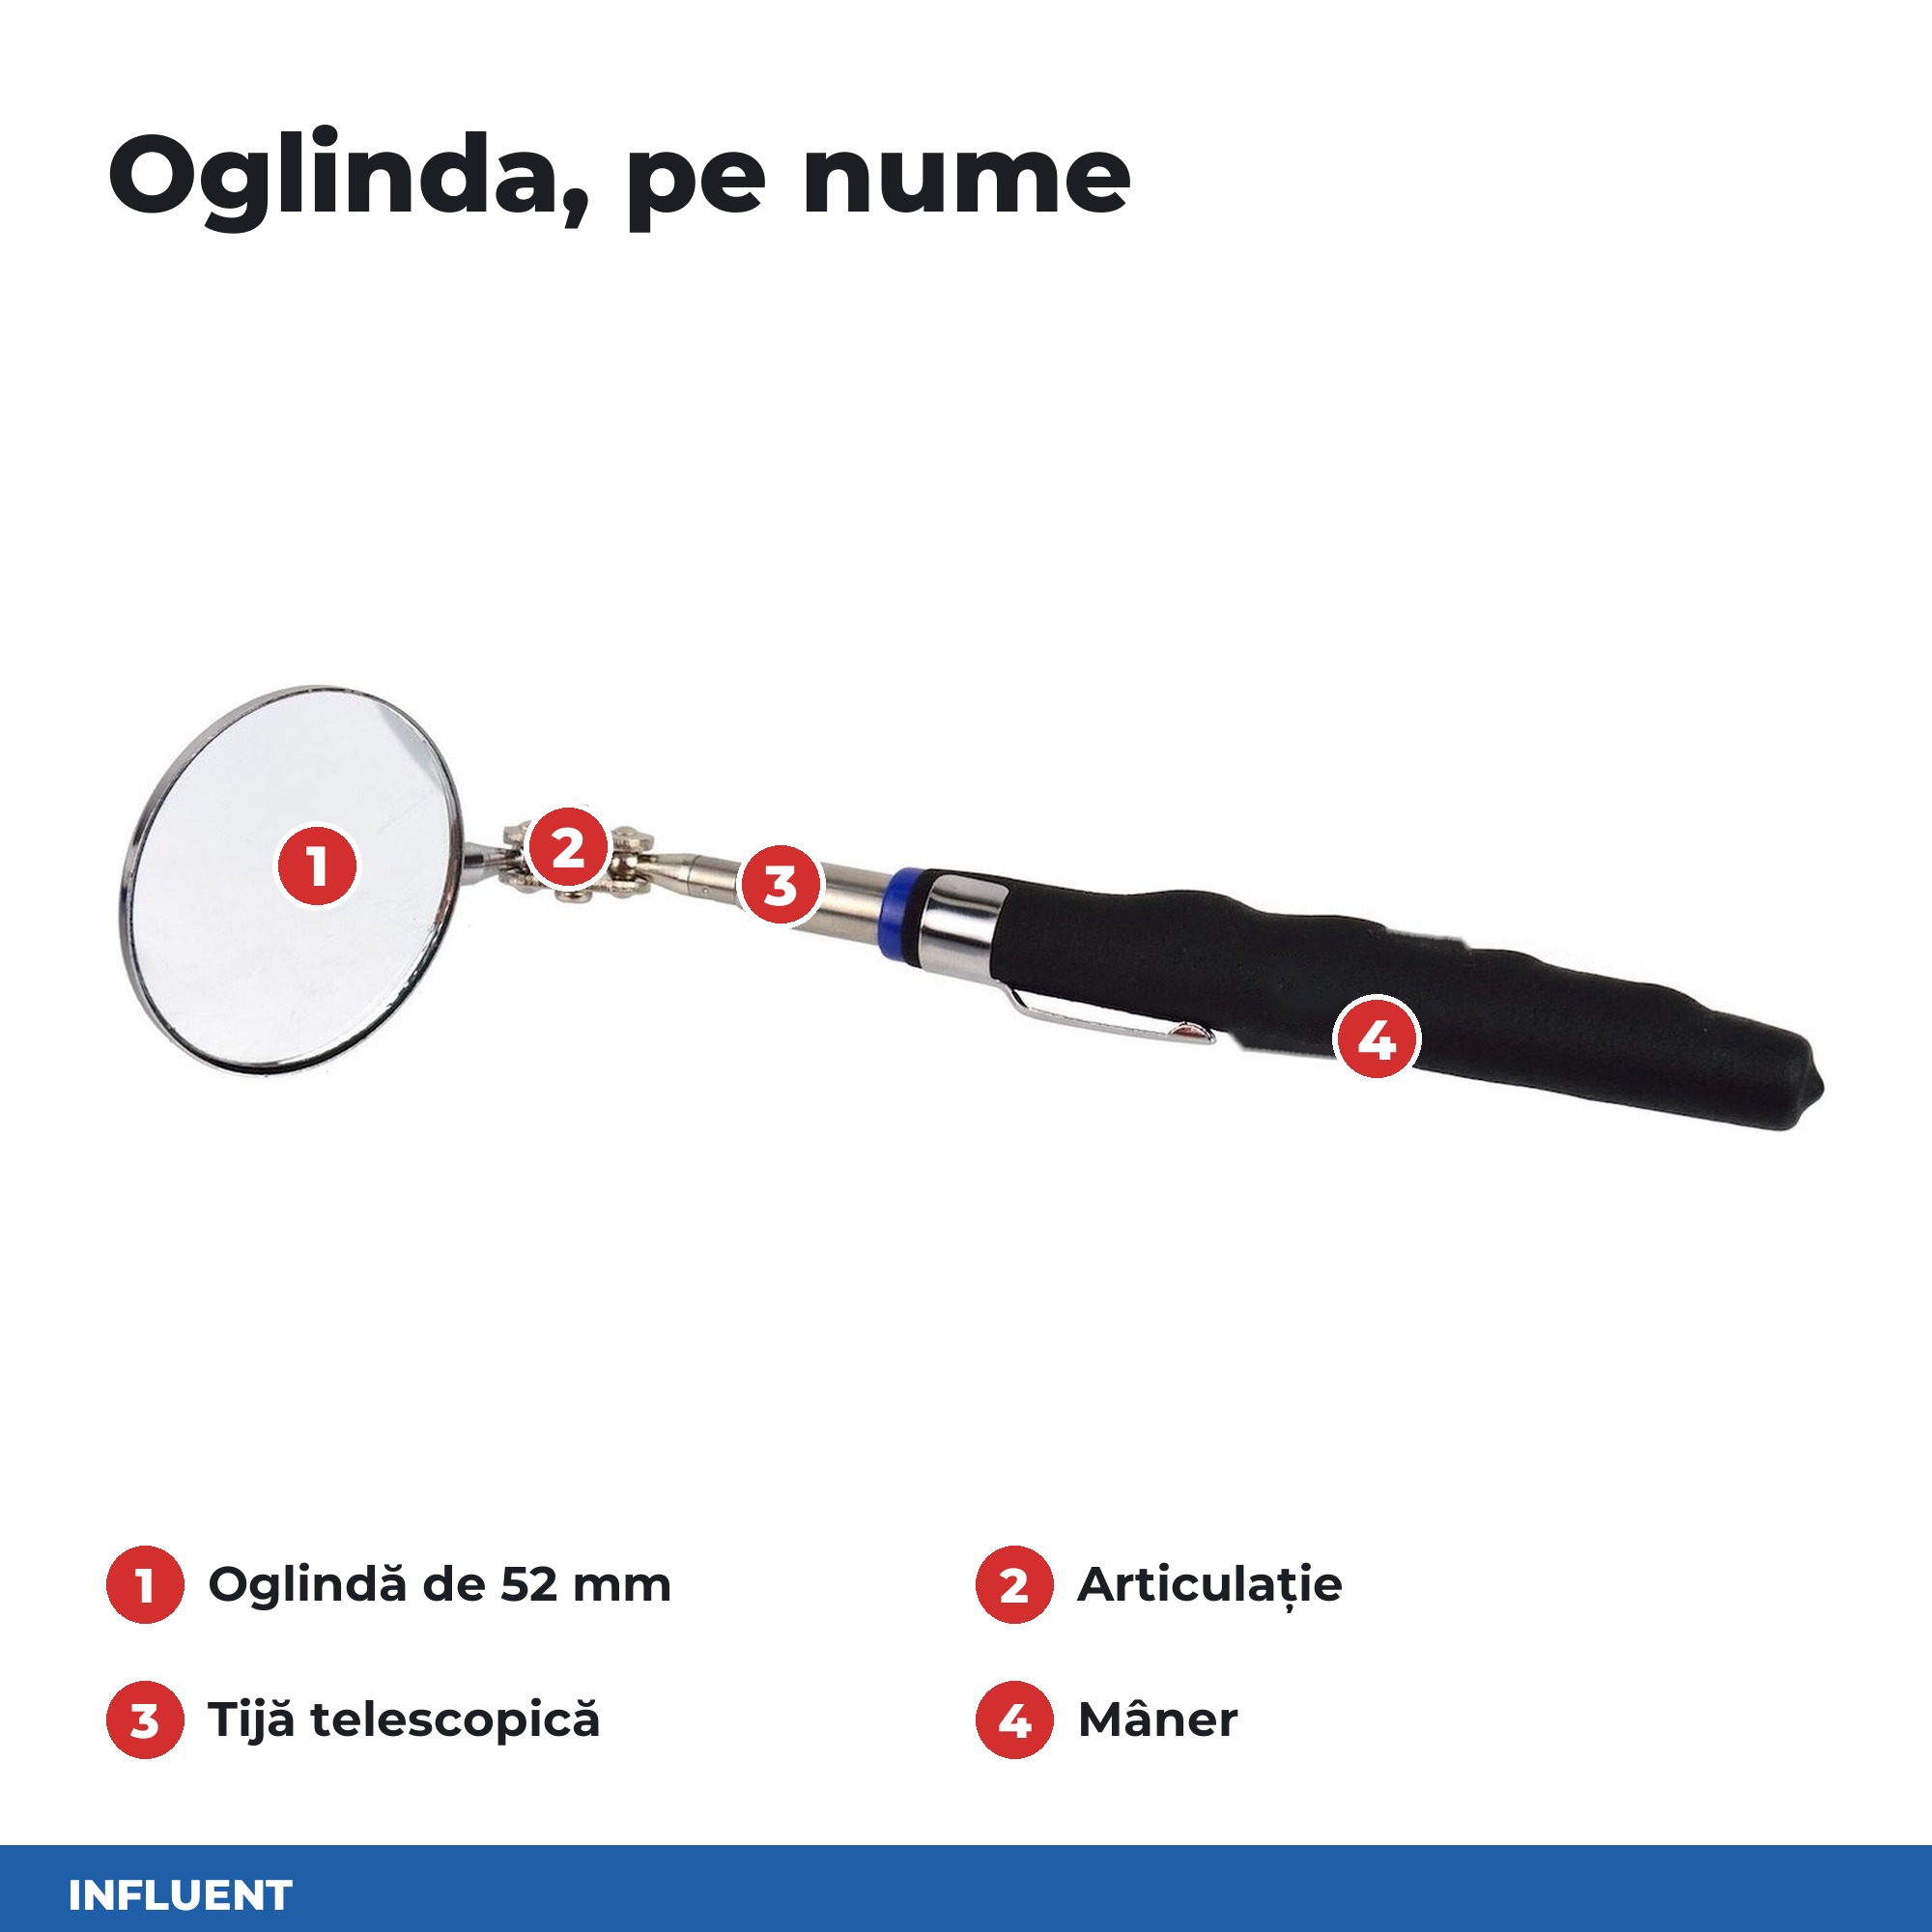 Oglinda, pe nume
1
2
3
4
1 Oglindă de 52 mm
2 Articulație
3 Tijă telescopică
4 Mâner
INFLUENT